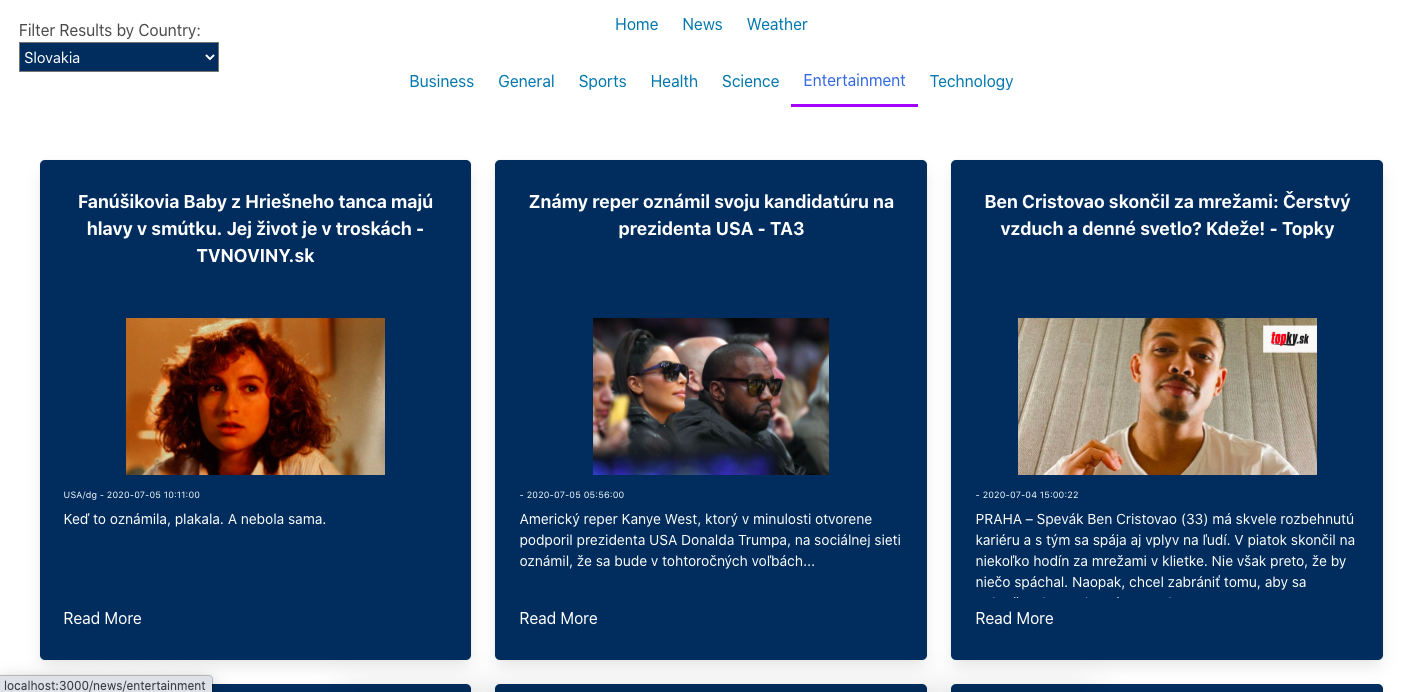 Filter Results by Country:
Slovakia
Home News Weather
Business General Sports Health Science Entertainment Technology
Fanúšikovia Baby z Hriešneho tanca majú
hlavy v smútku. Jej život je v troskách -
TVNOVINY.sk
USA/dg - 2020-07-05 10:11:00
Keď to oznámila, plakala. A nebola sama.
Read More
Známy reper oznámil svoju kandidatúru na
prezidenta USA - TA3
- 2020-07-05 05:56:00
Americký reper Kanye West, ktorý v minulosti otvorene
podporil prezidenta USA Donalda Trumpa, na sociálnej sieti
oznámil, že sa bude v tohtoročných voľbách...
Read More
Ben Cristovao skončil za mrežami: Čerstvý
vzduch a denné svetlo? Kdeže! - Topky
topky.sk
- 2020-07-04 15:00:22
PRAHA – Spevák Ben Cristovao (33) má skvele rozbehnutú
kariéru a s tým sa spája aj vplyv na ľudí. V piatok skončil na
niekoľko hodín za mrežami v klietke. Nie však preto, že by
niečo spáchal. Naopak, chcel zabrániť tomu, aby sa
Read More
localhost:3000/news/entertainment